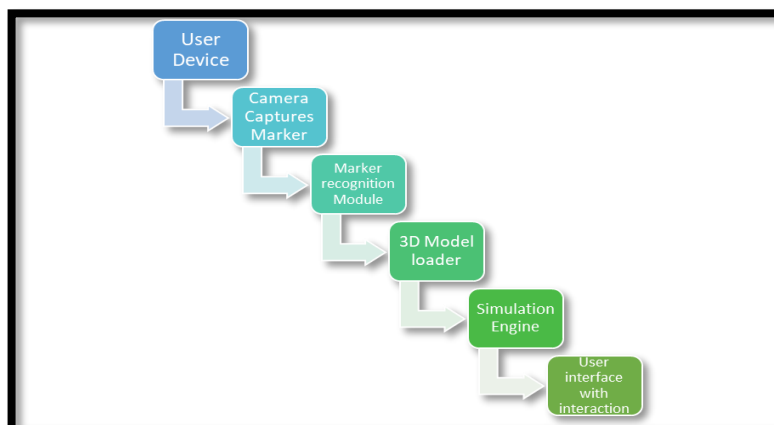 User
Device
Camera
Captures
Marker
Marker
recognition
Module
3D Model
loader
Simulation
Engine
User
interface
with
interaction